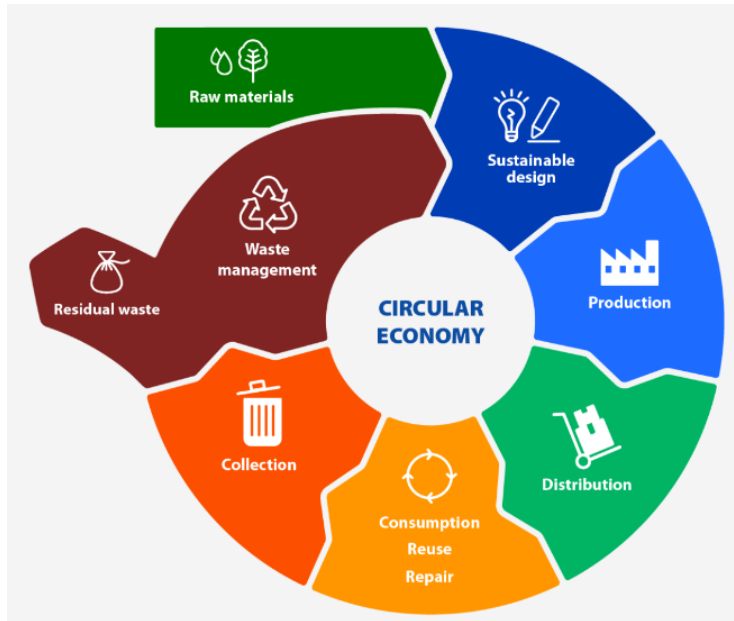 Raw materials
Sustainable
design
Production
Distribution
Consumption
Reuse
Repair
Collection
Waste
management
Residual waste
CIRCULAR
ECONOMY